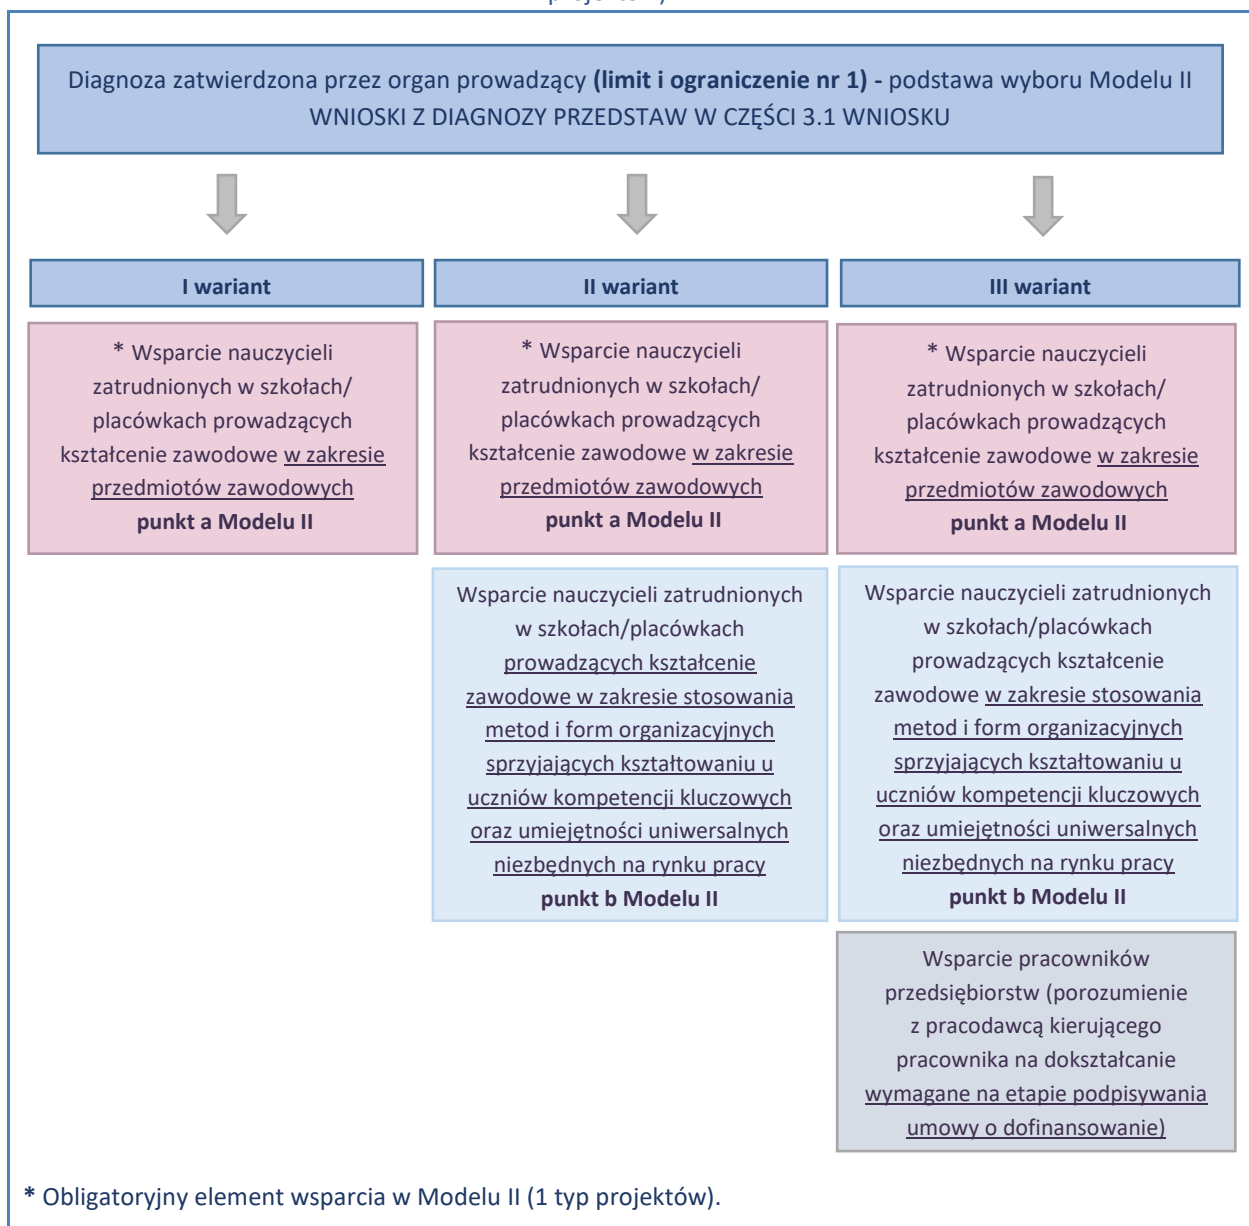 Diagnoza zatwierdzona przez organ prowadzący (limit i ograniczenie nr 1) - podstawa wyboru Modelu II
WNIOSKI Z DIAGNOZY PRZEDSTAW W CZĘŚCI 3.1 WNIOSKU
I wariant
* Wsparcie nauczycieli
zatrudnionych w szkołach/
placówkach prowadzących
kształcenie zawodowe w zakresie
przedmiotów zawodowych
punkt a Modelu II
II wariant
* Wsparcie nauczycieli
zatrudnionych w szkołach/
placówkach prowadzących
kształcenie zawodowe w zakresie
przedmiotów zawodowych
punkt a Modelu II
Wsparcie nauczycieli zatrudnionych
w szkołach/placówkach
prowadzących kształcenie
zawodowe w zakresie stosowania
metod i form organizacyjnych
sprzyjających kształtowaniu u
uczniów kompetencji kluczowych
oraz umiejętności uniwersalnych
niezbędnych na rynku pracy
punkt b Modelu II
III wariant
* Wsparcie nauczycieli
zatrudnionych w szkołach/
placówkach prowadzących
kształcenie zawodowe w zakresie
przedmiotów zawodowych
punkt a Modelu II
Wsparcie nauczycieli zatrudnionych
w szkołach/placówkach
prowadzących kształcenie
zawodowe w zakresie stosowania
metod i form organizacyjnych
sprzyjających kształtowaniu u
uczniów kompetencji kluczowych
oraz umiejętności uniwersalnych
niezbędnych na rynku pracy
punkt b Modelu II
Wsparcie pracowników
przedsiębiorstw (porozumienie
z pracodawcą kierującego
pracownika na dokształcanie
wymagane na etapie podpisywania
umowy o dofinansowanie)
* Obligatoryjny element wsparcia w Modelu II (1 typ projektów).